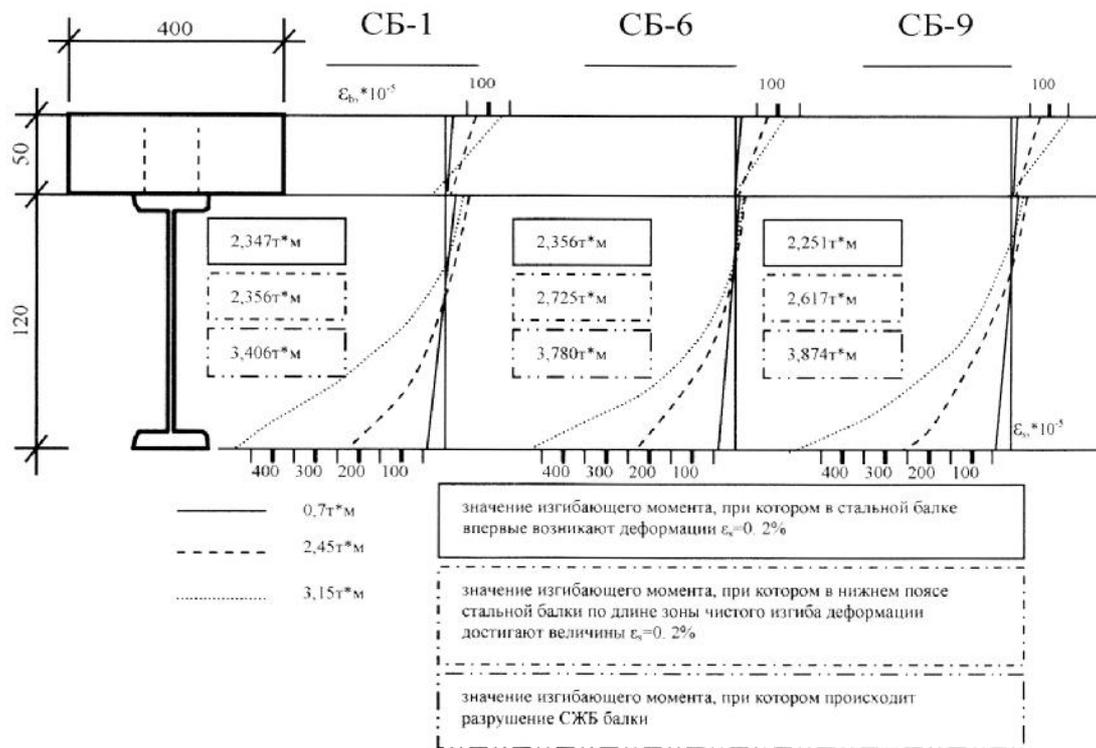 400
СБ-1
СБ-6
СБ-9
ε_b,*10⁻⁵
100
100
100
50
120
2,347т*м
2,356т*м
3,406т*м
2,356т*м
2,725т*м
3,780т*м
2,251т*м
2,617т*м
3,874т*м
ε_s,*10⁻⁵
400 300 200 100
400 300 200 100
400 300 200 100
0,7т*м
2,45т*м
3,15т*м
значение изгибающего момента, при котором в стальной балке
впервые возникают деформации ε_s=0. 2%
значение изгибающего момента, при котором в нижнем поясе
стальной балки по длине зоны чистого изгиба деформации
достигают величины ε_s=0. 2%
значение изгибающего момента, при котором происходит
разрушение СЖБ балки